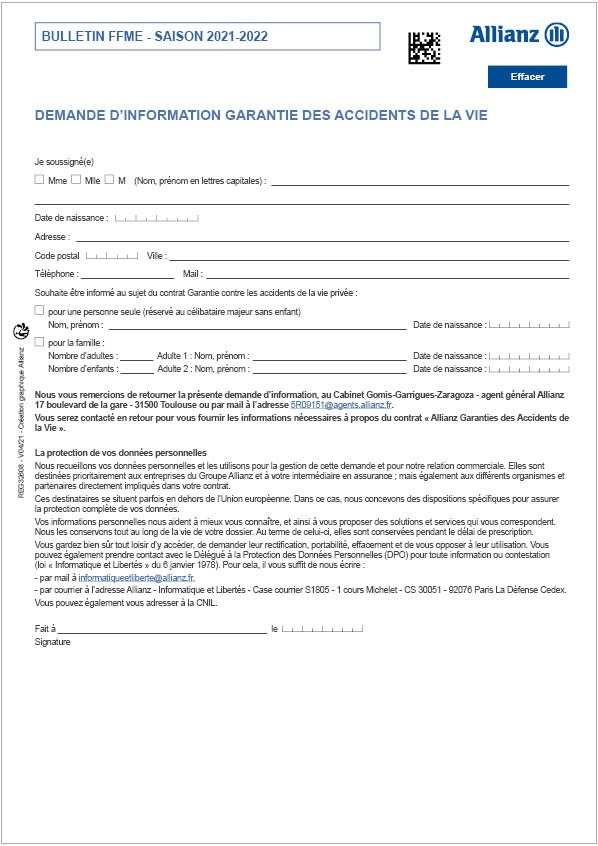 BULLETIN FFME - SAISON 2021-2022
Allianz
Effacer
DEMANDE D'INFORMATION GARANTIE DES ACCIDENTS DE LA VIE
Je soussigné(e)
Mme Mlle M (Nom, prénom en lettres capitales) :
Date de naissance :
Adresse :
Code postal Ville :
Téléphone : Mail :
Souhaite être informé au sujet du contrat Garantie contre les accidents de la vie privée :
pour une personne seule (réservé au célibataire majeur sans enfant)
Nom, prénom : Date de naissance :
pour la famille :
Nombre d'adultes : Adulte 1 : Nom, prénom : Date de naissance :
Nombre d'enfants : Adulte 2 : Nom, prénom : Date de naissance :
Nous vous remercions de retourner la présente demande d'information, au Cabinet Gomis-Garrigues-Zaragoza - agent général Allianz
17 boulevard de la gare - 31500 Toulouse ou par mail à l'adresse 5R09151@agents.allianz.fr.
Vous serez contacté en retour pour vous fournir les informations nécessaires à propos du contrat « Allianz Garanties des Accidents de
la Vie ».
La protection de vos données personnelles
Nous recueillons vos données personnelles et les utilisons pour la gestion de cette demande et pour notre relation commerciale. Elles sont
destinées prioritairement aux entreprises du Groupe Allianz et à votre intermédiaire en assurance ; mais également aux différents organismes et
partenaires directement impliqués dans votre contrat.
Ces destinataires se situent parfois en dehors de l'Union européenne. Dans ce cas, nous concevons des dispositions spécifiques pour assurer
la protection complète de vos données.
Vos informations personnelles nous aident à mieux vous connaître, et ainsi à vous proposer des solutions et services qui vous correspondent.
Nous les conservons tout au long de la vie de votre dossier. Au terme de celui-ci, elles sont conservées pendant le délai de prescription.
Vous gardez bien sûr tout loisir d'y accéder, de demander leur rectification, portabilité, effacement et de vous opposer à leur utilisation. Vous
pouvez également prendre contact avec le Délégué à la Protection des Données Personnelles (DPO) pour toute information ou contestation
(loi « Informatique et Libertés » du 6 janvier 1978). Pour cela, il vous suffit de nous écrire :
- par mail à informatiqueetliberte@allianz.fr,
- par courrier à l'adresse Allianz - Informatique et Libertés - Case courrier S1805 - 1 cours Michelet - CS 30051 - 92076 Paris La Défense Cedex.
Vous pouvez également vous adresser à la CNIL.
Fait à le
Signature
REG32608 - V04/21 - Création graphique Allianz